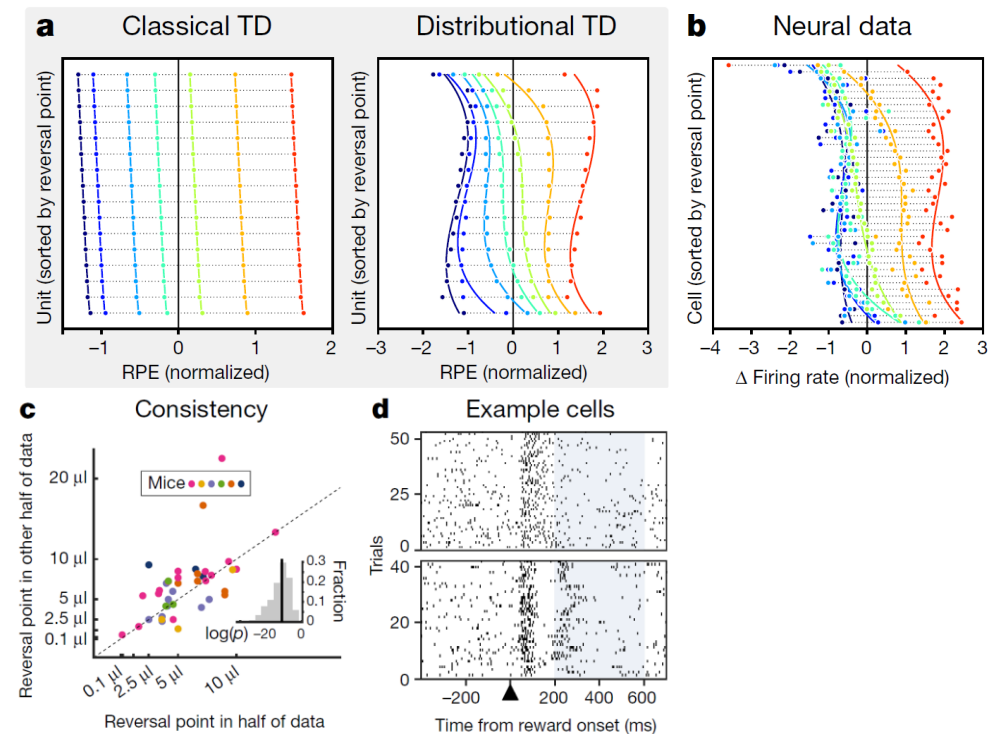 a
Classical TD
Distributional TD
b
Neural data
Unit (sorted by reversal point)
−1 0 1 2
RPE (normalized)
Unit (sorted by reversal point)
−3 −2 −1 0 1 2 3
RPE (normalized)
Cell (sorted by reversal point)
−4 −3 −2 −1 0 1 2 3
Δ Firing rate (normalized)
c
Consistency
Reversal point in other half of data
20 μl
10 μl
5 μl
2.5 μl
0.1 μl
Mice
0.3
0.2
0.1
0
Fraction
log(p) −20 0
0.1 μl 2.5 μl 5 μl 10 μl
Reversal point in half of data
d
Example cells
Trials
50
25
0
40
20
0
−200 200 400 600
Time from reward onset (ms)